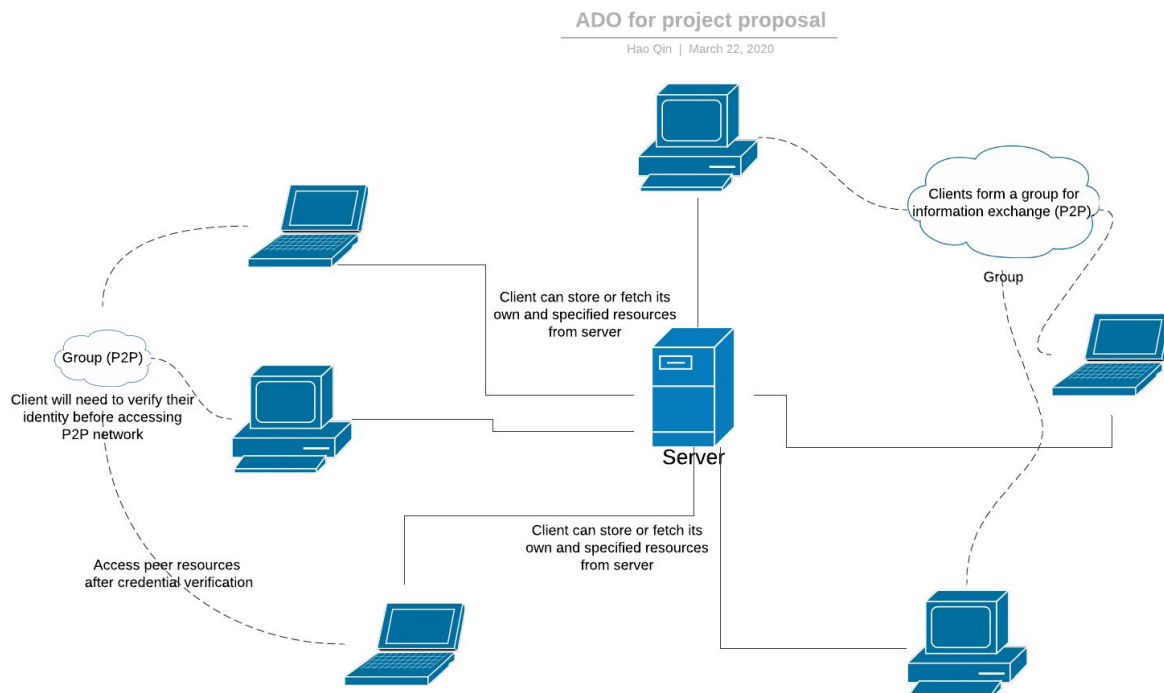 ADO for project proposal
Hao Qin | March 22, 2020
Clients form a group for
information exchange (P2P).
Group
Client can store or fetch its
own and specified resources
from server
Group (P2P)
Client will need to verify their
identity before accessing
P2P network
Server
Client can store or fetch its
own and specified resources
from server
Access peer resources
after credential verification